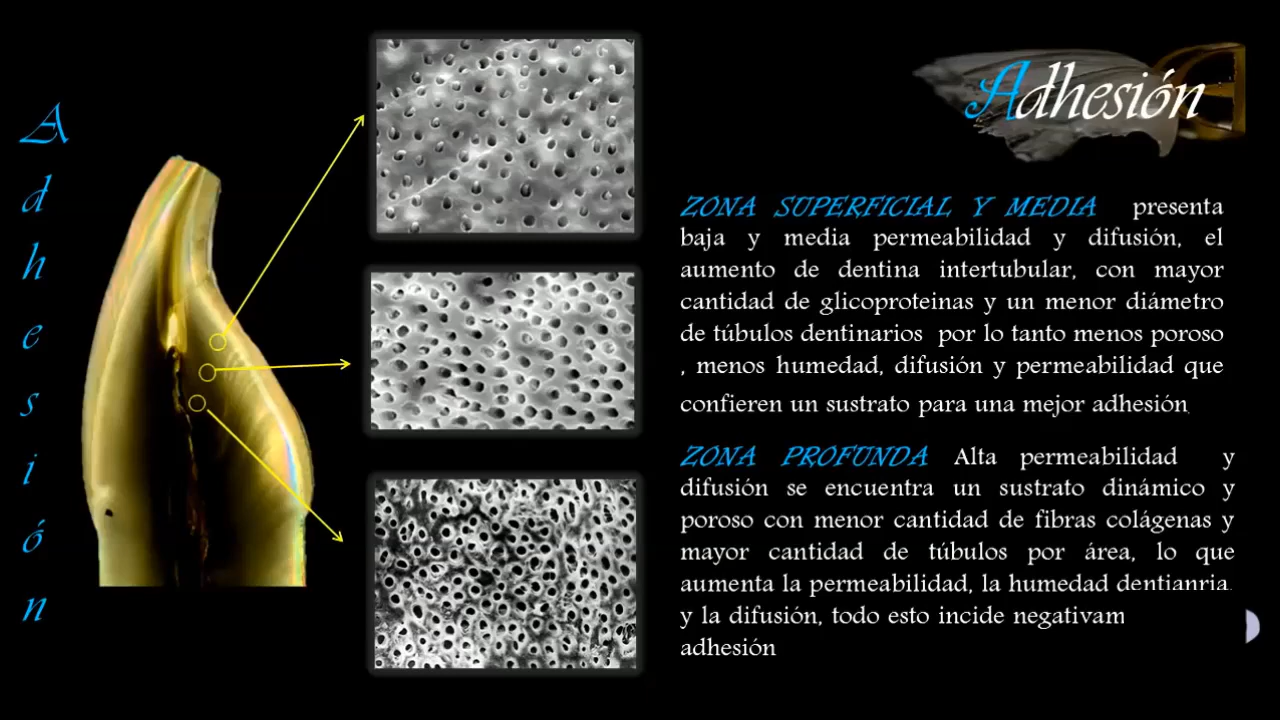 Adhesión
Adhesión
ZONA SUPERFICIAL Y MEDIA presenta
baja y media permeabilidad y difusión, el
aumento de dentina intertubular, con mayor
cantidad de glicoproteinas y un menor diámetro
de túbulos dentinarios por lo tanto menos poroso
, menos humedad, difusión y permeabilidad que
confieren un sustrato para una mejor adhesión
ZONA PROFUNDA Alta permeabilidad y
difusión se encuentra un sustrato dinámico y
poroso con menor cantidad de fibras colágenas y
mayor cantidad de túbulos por área, lo que
aumenta la permeabilidad, la humedad dentianria
y la difusión, todo esto incide negativam
adhesión